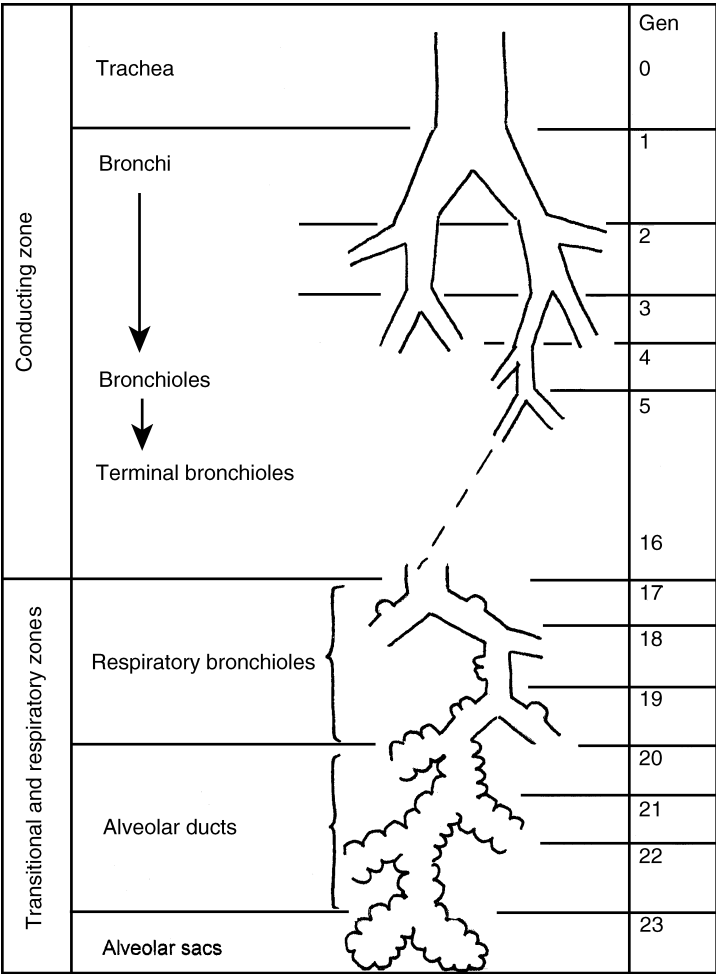 Gen
Trachea
0
1
Bronchi
2
3
4
Bronchioles
5
Terminal bronchioles
16
Conducting zone
17
18
Respiratory bronchioles
19
20
21
Alveolar ducts
22
23
Alveolar sacs
Transitional and respiratory zones